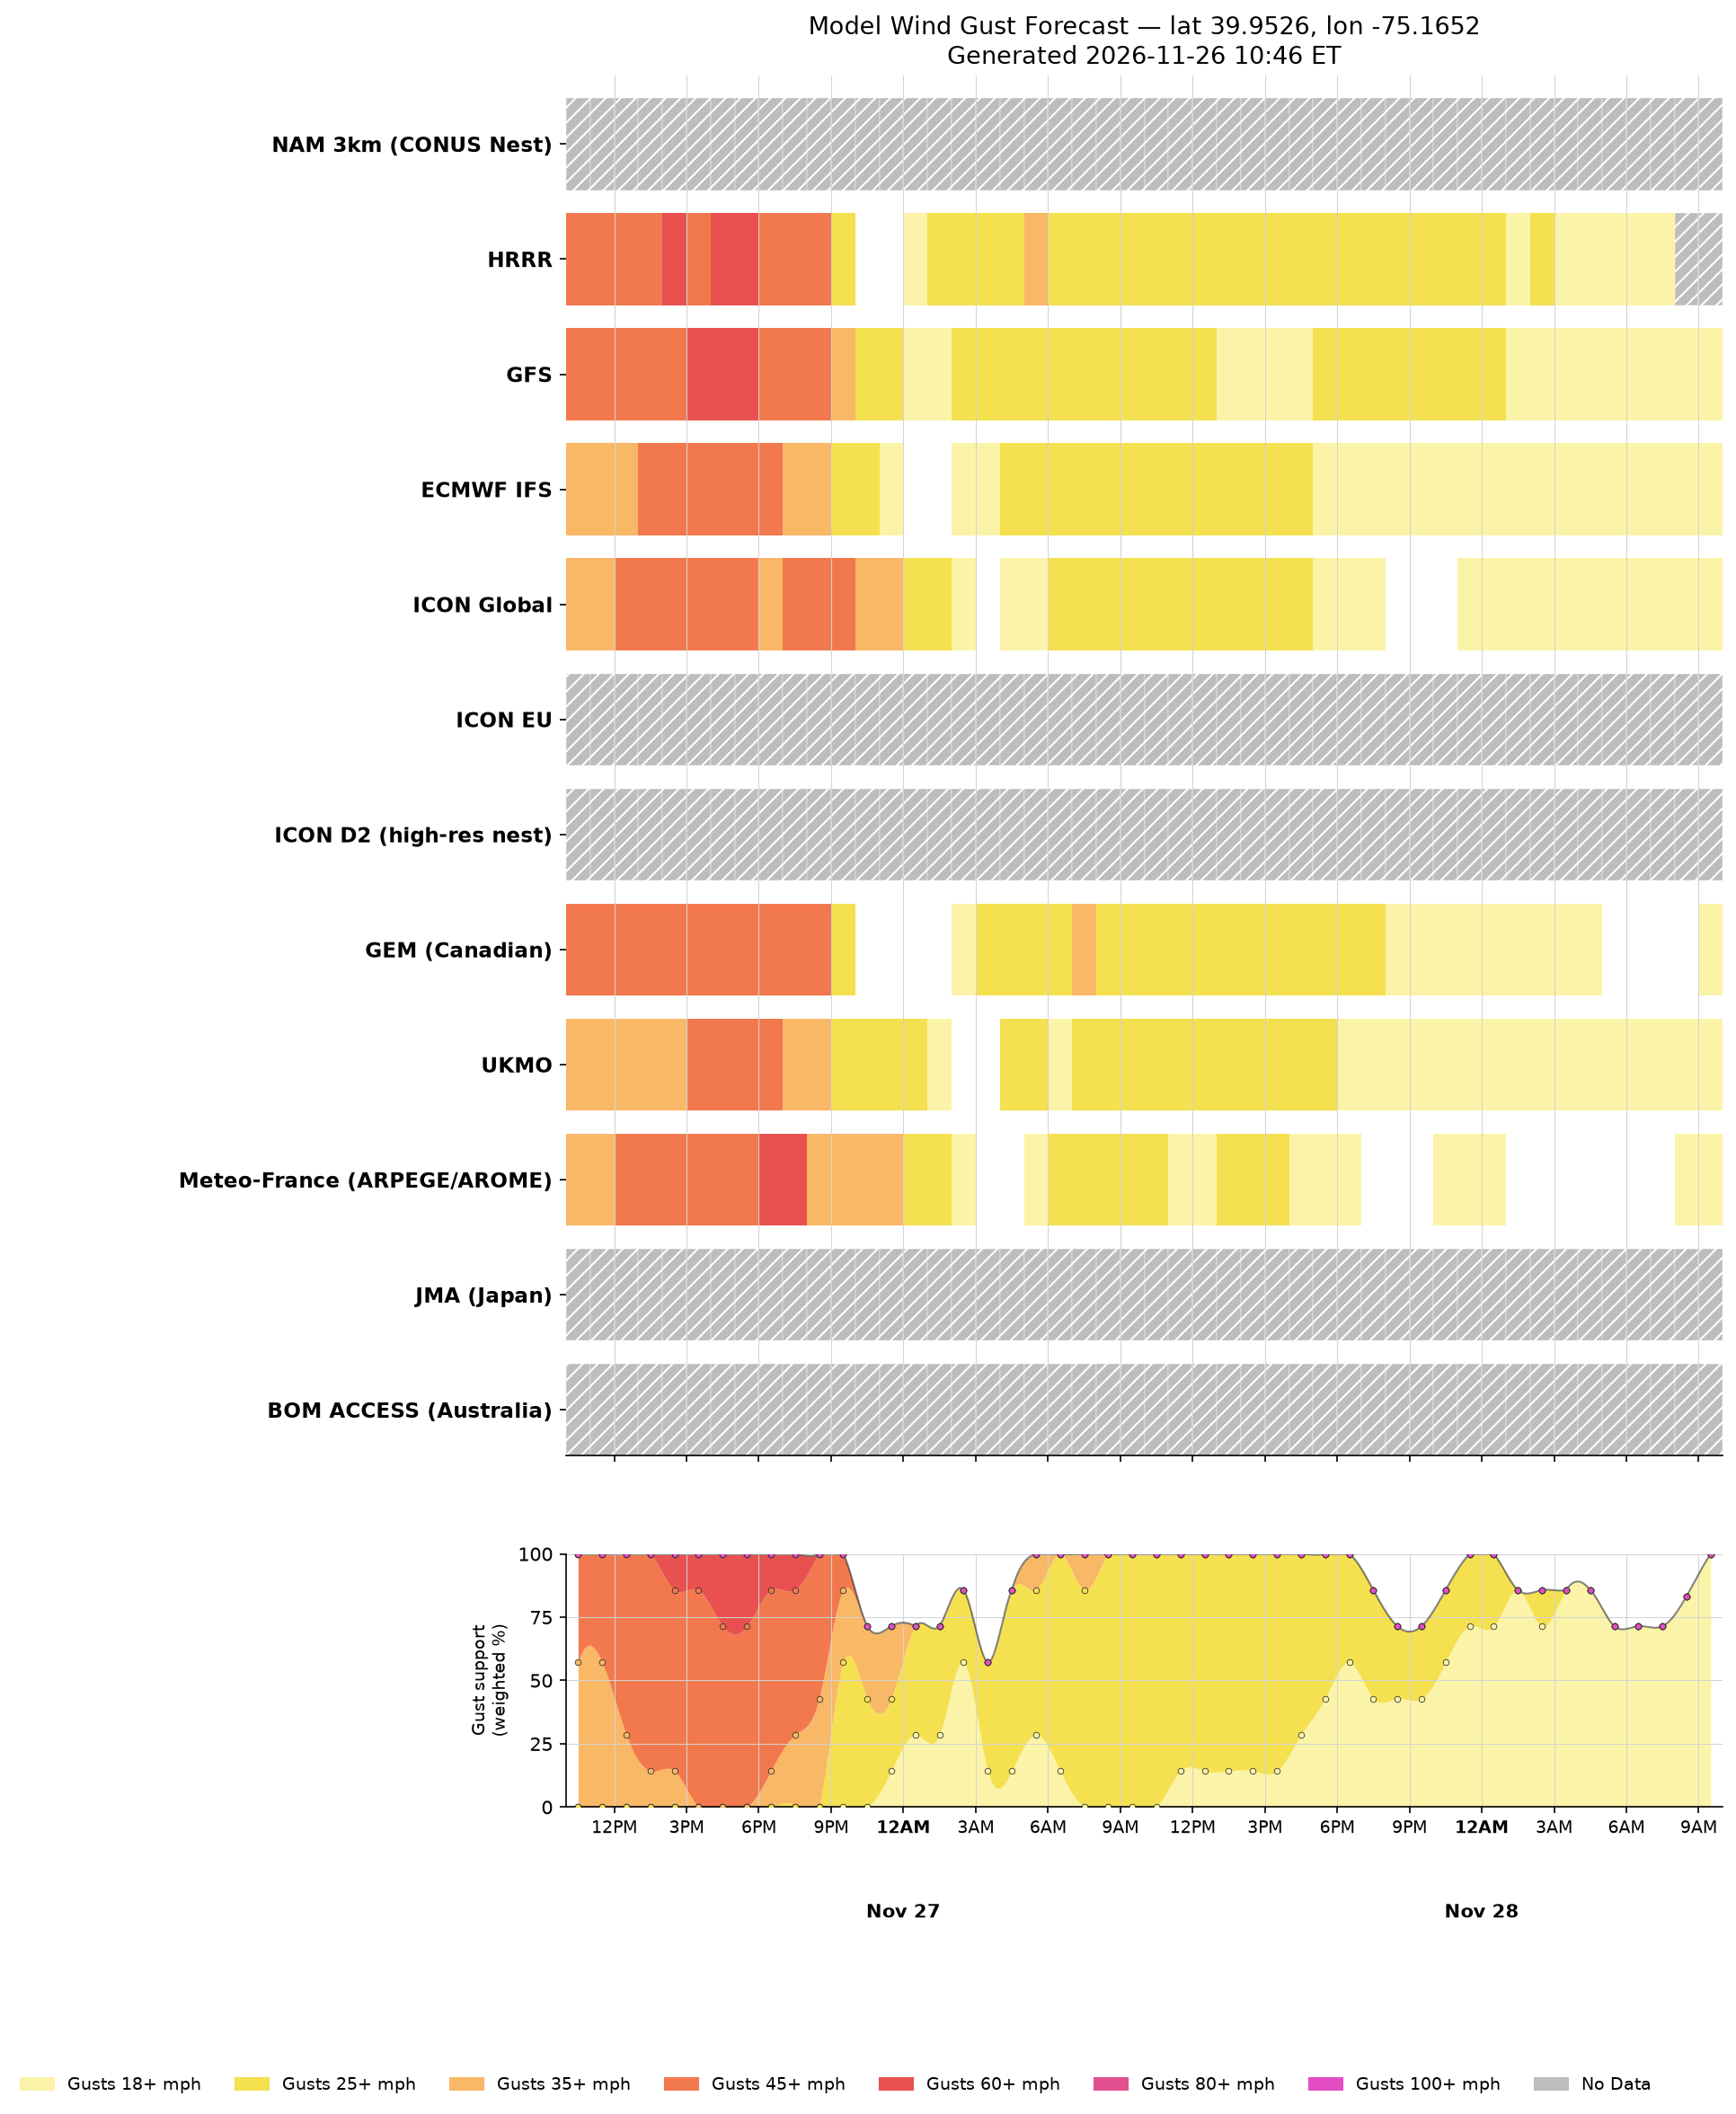 Model Wind Gust Forecast — lat 39.9526, lon -75.1652
Generated 2026-11-26 10:46 ET
NAM 3km (CONUS Nest)
HRRR
GFS
ECMWF IFS
ICON Global
ICON EU
ICON D2 (high-res nest)
GEM (Canadian)
UKMO
Meteo-France (ARPEGE/AROME)
JMA (Japan)
BOM ACCESS (Australia)
Gust support
(weighted %)
100
75
50
25
0
12PM 3PM 6PM 9PM 12AM 3AM 6AM 9AM 12PM 3PM 6PM 9PM 12AM 3AM 6AM 9AM
Nov 27 Nov 28
Gusts 18+ mph Gusts 25+ mph Gusts 35+ mph Gusts 45+ mph Gusts 60+ mph Gusts 80+ mph Gusts 100+ mph No Data